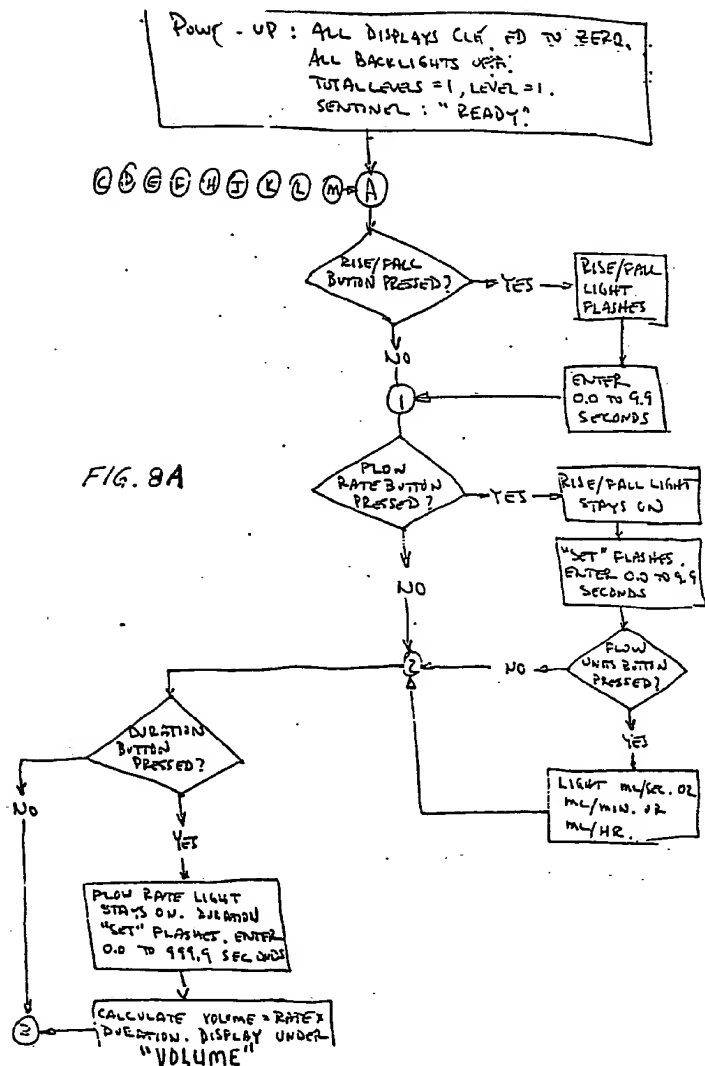 UP : ALL DISPLAYS TO ZERO.
ALL BACKLIGHTS
TOTAL LEVELS = 1, LEVEL = 1.
SENTINEL : "READY."
C D E F H J K L M A
RISE/FALL
BUTTON PRESSED?
YES
RISE/FALL
LIGHT
FLASHES
NO
ENTER
0.0 TO 9.9
SECONDS
1
FIG. 8A
FLOW
RATE BUTTON
PRESSED?
YES
RISE/FALL LIGHT
STAYS ON
"SET" FLASHES.
ENTER 0.0 TO 9.9
SECONDS
NO
2
NO
FLOW
UNITS BUTTON
PRESSED?
YES
LIGHT ML/SEC. OR
ML/MIN. OR
ML/HR.
DURATION
BUTTON
PRESSED?
NO
YES
FLOW RATE LIGHT
STAYS ON. DURATION
"SET" FLASHES. ENTER
0.0 TO 999.9 SECONDS
CALCULATE VOLUME = RATE X
DURATION. DISPLAY UNDER
"VOLUME"